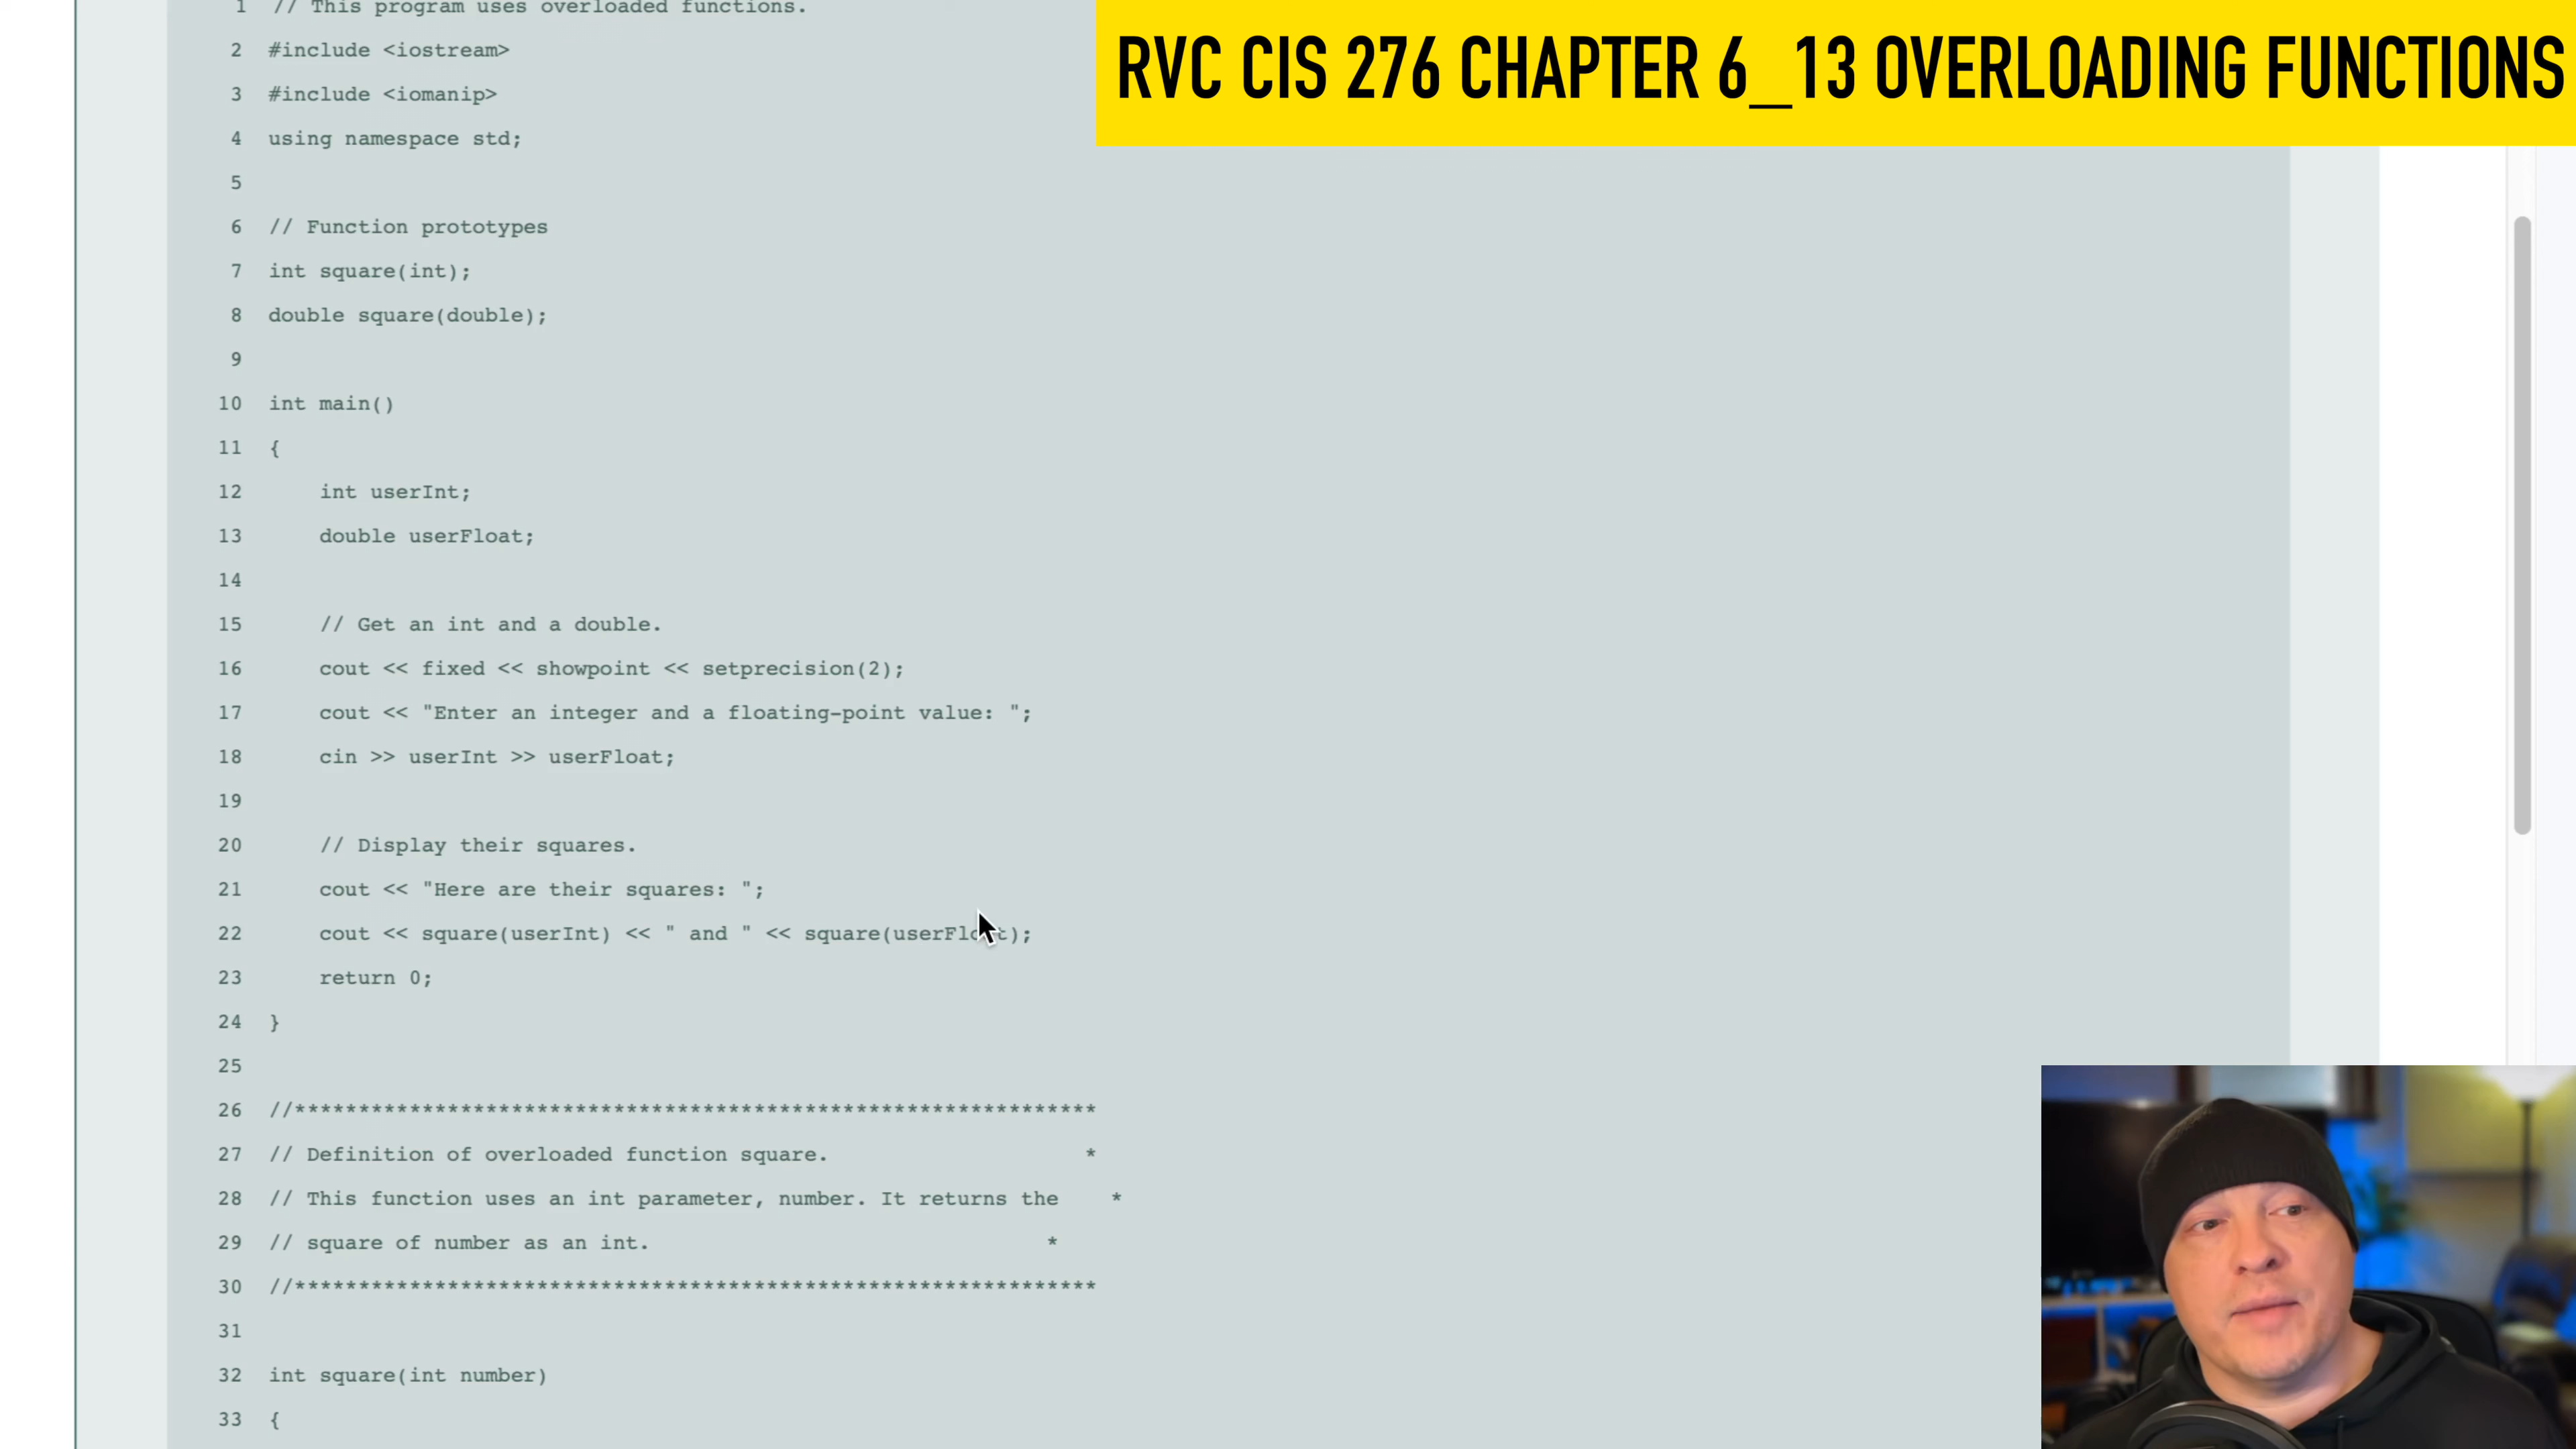 1 // This program uses overloaded functions.
RVC CIS 276 CHAPTER 6_13 OVERLOADING FUNCTIONS
2 #include <iostream>
3 #include <iomanip>
4 using namespace std;
5
6 // Function prototypes
7 int square(int);
8 double square(double);
9
10 int main()
11 {
12 int userInt;
13 double userFloat;
14
15 // Get an int and a double.
16 cout << fixed << showpoint << setprecision(2);
17 cout << "Enter an integer and a floating-point value: ";
18 cin >> userInt >> userFloat;
19
20 // Display their squares.
21 cout << "Here are their squares: ";
22 cout << square(userInt) << " and " << square(userFloat);
23 return 0;
24 }
25
26 //***************************************************************
27 // Definition of overloaded function square. *
28 // This function uses an int parameter, number. It returns the *
29 // square of number as an int. *
30 //***************************************************************
31
32 int square(int number)
33 {